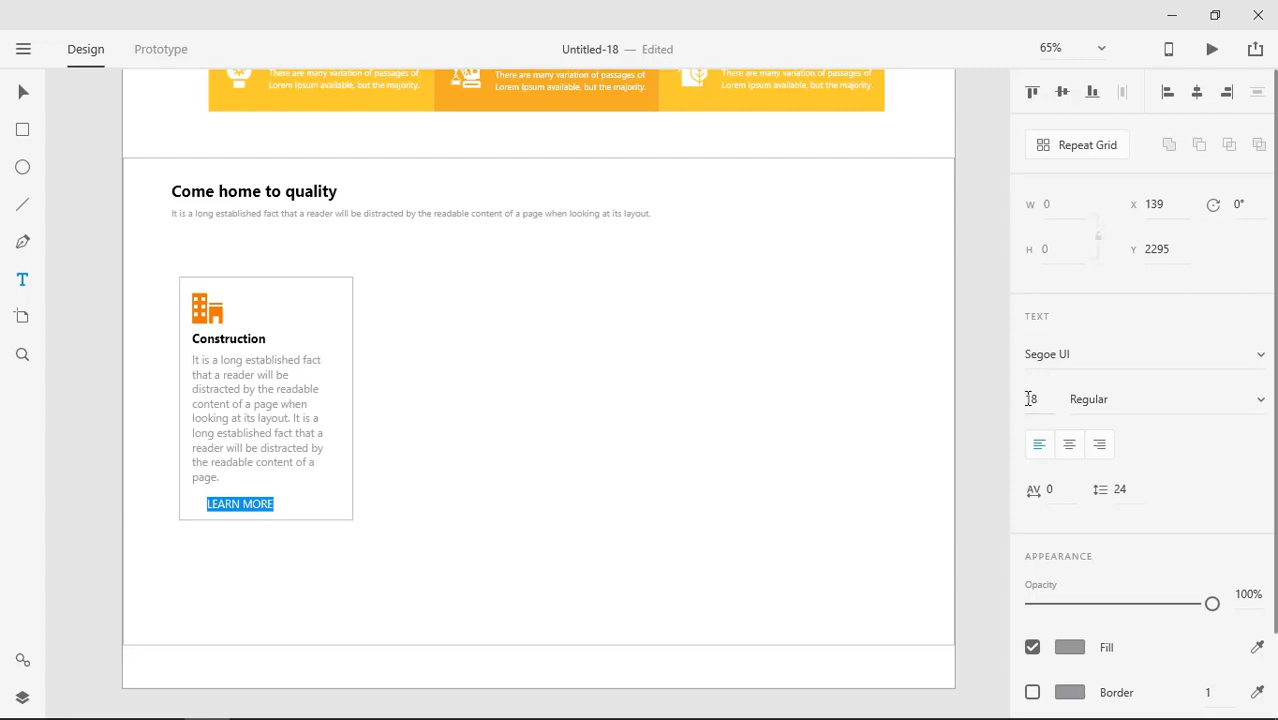 Design
Prototype
Untitled-18 — Edited
65%
There are many variation of passages of
Lorem Ipsum available, but the majority.
There are many variation of passages of
Lorem Ipsum available, but the majority.
There are many variation of passages of
Lorem Ipsum available, but the majority.
Come home to quality
It is a long established fact that a reader will be distracted by the readable content of a page when looking at its layout.
Construction
It is a long established fact
that a reader will be
distracted by the readable
content of a page when
looking at its layout. It is a
long established fact that a
reader will be distracted by
the readable content of a
page.
LEARN MORE
Repeat Grid
W 0
X 139
0°
H 0
Y 2295
TEXT
Segoe UI
Regular
AV 0
24
APPEARANCE
Opacity
100%
Fill
Border
1